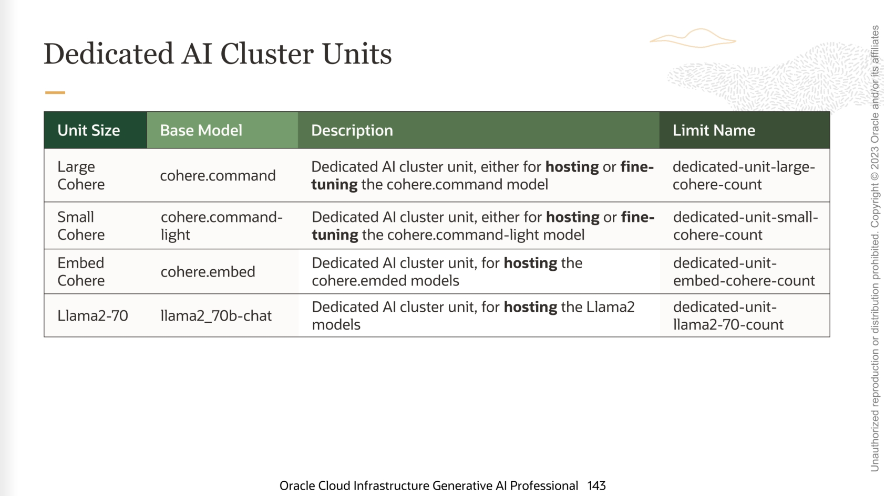 Dedicated AI Cluster Units
Unit Size
Base Model
Description
Limit Name
Large
Cohere
cohere.command
Dedicated AI cluster unit, either for hosting or fine-
tuning the cohere.command model
dedicated-unit-large-
cohere-count
Small
Cohere
cohere.command-
light
Dedicated AI cluster unit, either for hosting or fine-
tuning the cohere.command-light model
dedicated-unit-small-
cohere-count
Embed
Cohere
cohere.embed
Dedicated AI cluster unit, for hosting the
cohere.emded models
dedicated-unit-
embed-cohere-count
Llama2-70
llama2_70b-chat
Dedicated AI cluster unit, for hosting the Llama2
models
dedicated-unit-
llama2-70-count
Oracle Cloud Infrastructure Generative AI Professional 143
Unauthorized reproduction or distribution prohibited. Copyright © 2023 Oracle and/or its affiliates